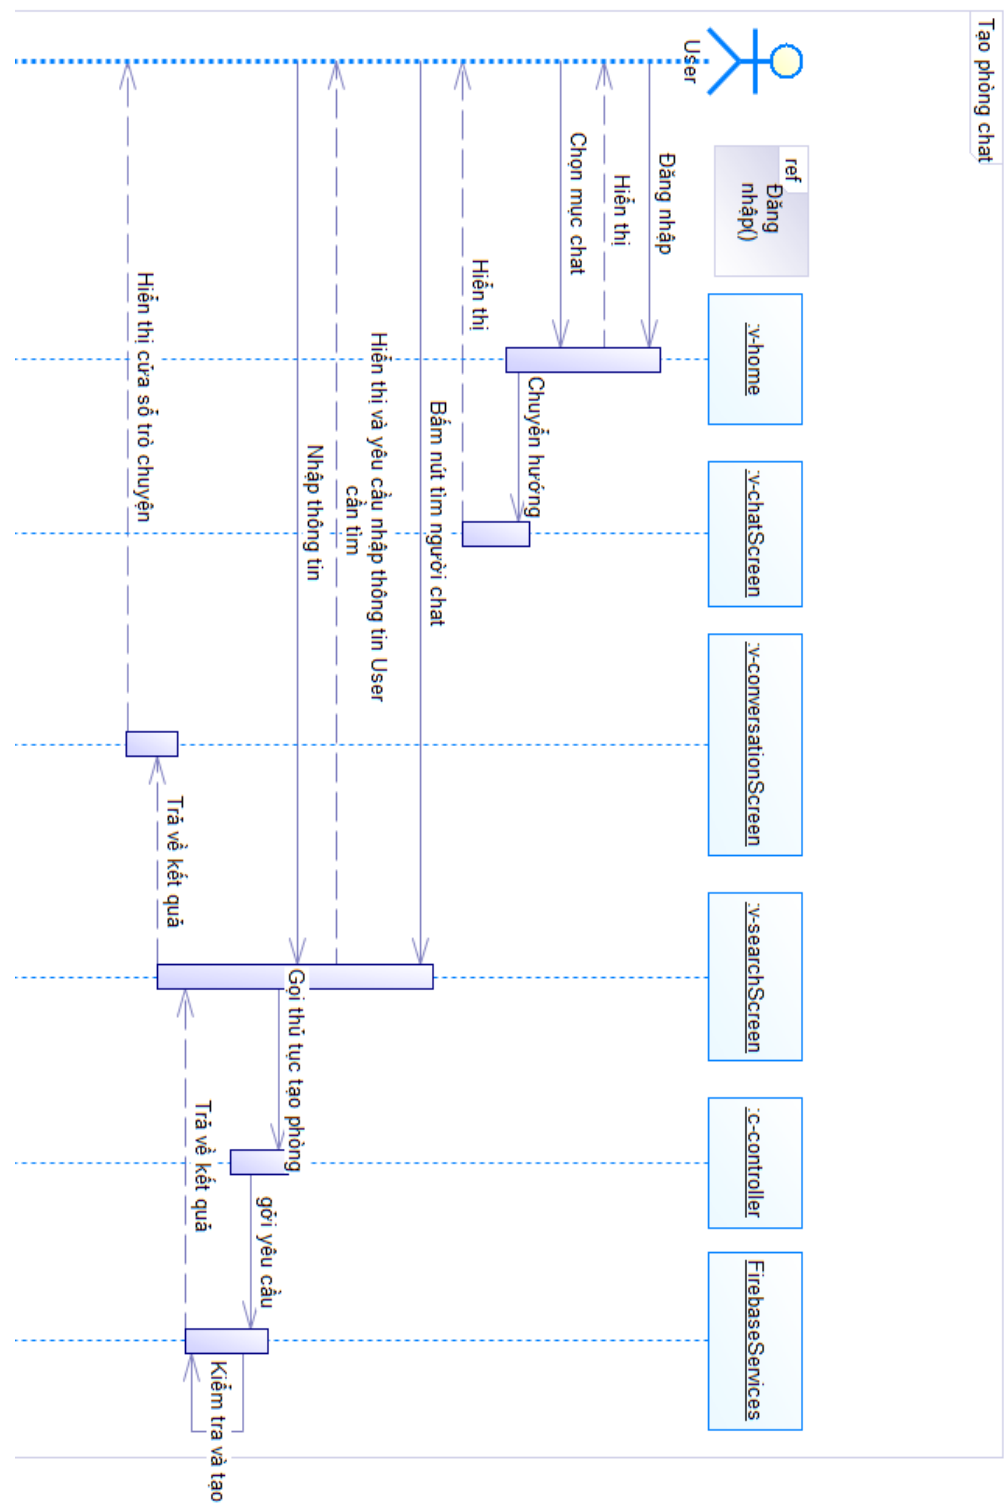 Tạo phòng chat
User
ref
Đăng
nhập()
:v-home
:v-chatScreen
:v-conversationScreen
:v-searchScreen
:c-controller
FirebaseServices
Đăng nhập
Hiển thị
Chọn mục chat
Chuyển hướng
Hiển thị
Bấm nút tìm người chat
Hiển thị và yêu cầu nhập thông tin User
cần tìm
Nhập thông tin
Gọi thủ tục tạo phòng
gởi yêu cầu
Kiểm tra và tạo
Trả về kết quả
Trả về kết quả
Hiển thị cửa sổ trò chuyện